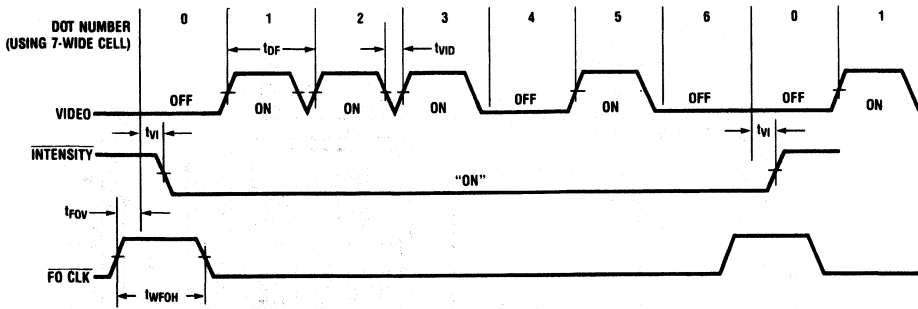 DOT NUMBER 0 1 2 3 4 5 6 0 1
(USING 7-WIDE CELL)
tDF tVID
VIDEO OFF ON ON ON OFF ON OFF OFF ON
tVI tVI
INTENSITY
"ON"
tFOV
FO CLK
tWFOH